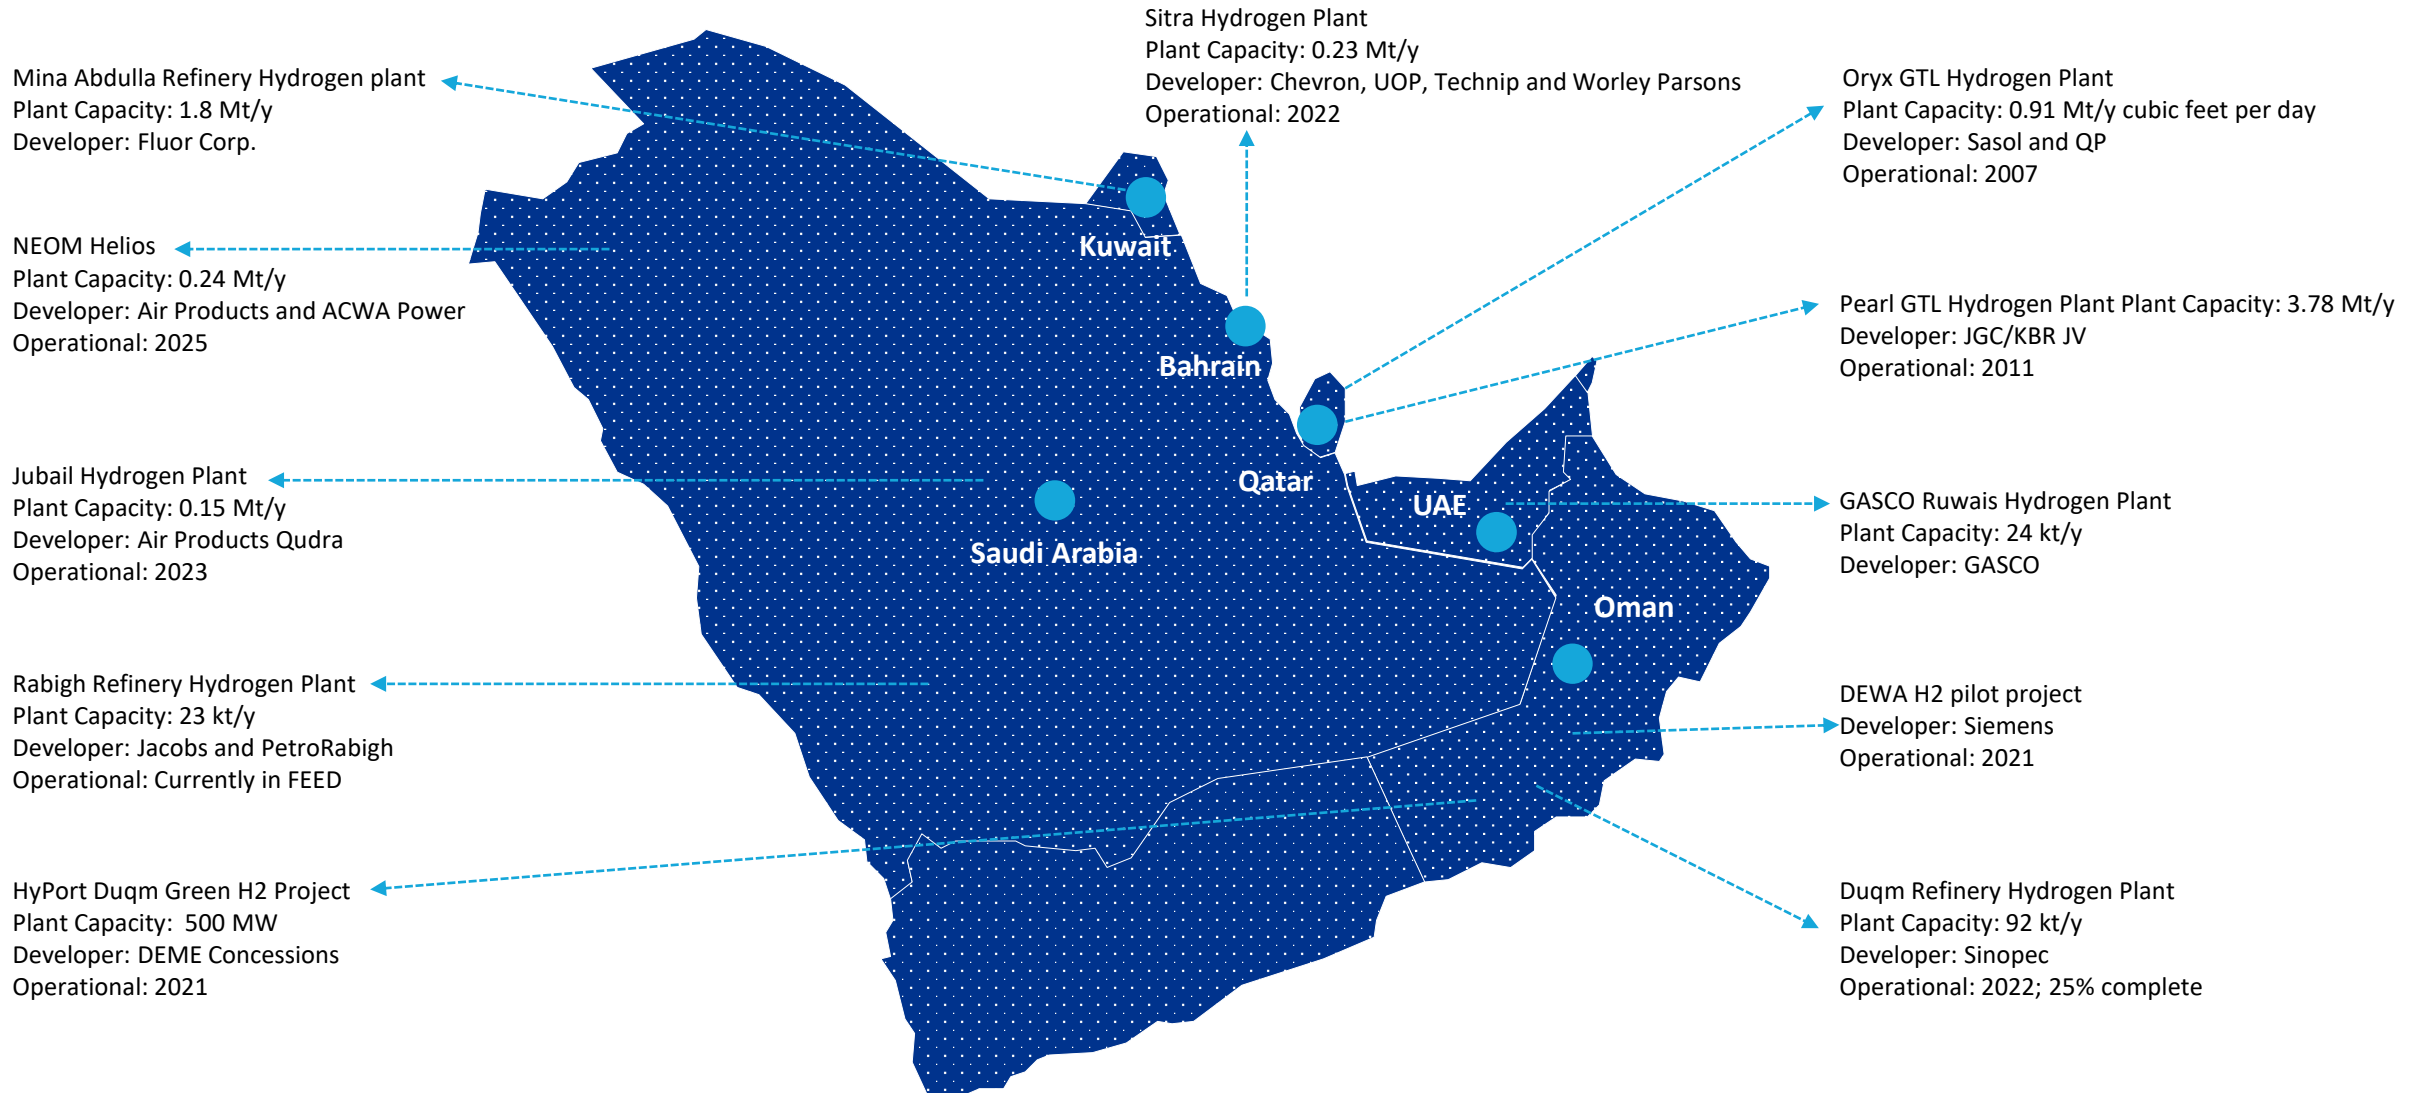 Sitra Hydrogen Plant
Plant Capacity: 0.23 Mt/y
Developer: Chevron, UOP, Technip and Worley Parsons
Operational: 2022
Mina Abdulla Refinery Hydrogen plant
Plant Capacity: 1.8 Mt/y
Developer: Fluor Corp.
NEOM Helios
Plant Capacity: 0.24 Mt/y
Developer: Air Products and ACWA Power
Operational: 2025
Jubail Hydrogen Plant
Plant Capacity: 0.15 Mt/y
Developer: Air Products Qudra
Operational: 2023
Rabigh Refinery Hydrogen Plant
Plant Capacity: 23 kt/y
Developer: Jacobs and PetroRabigh
Operational: Currently in FEED
HyPort Duqm Green H2 Project
Plant Capacity:  500 MW
Developer: DEME Concessions
Operational: 2021
Kuwait
Bahrain
Qatar
UAE
Saudi Arabia
Oman
Oryx GTL Hydrogen Plant
Plant Capacity: 0.91 Mt/y cubic feet per day
Developer: Sasol and QP
Operational: 2007
Pearl GTL Hydrogen Plant Plant Capacity: 3.78 Mt/y
Developer: JGC/KBR JV
Operational: 2011
GASCO Ruwais Hydrogen Plant
Plant Capacity: 24 kt/y
Developer: GASCO
DEWA H2 pilot project
Developer: Siemens
Operational: 2021
Duqm Refinery Hydrogen Plant
Plant Capacity: 92 kt/y
Developer: Sinopec
Operational: 2022; 25% complete